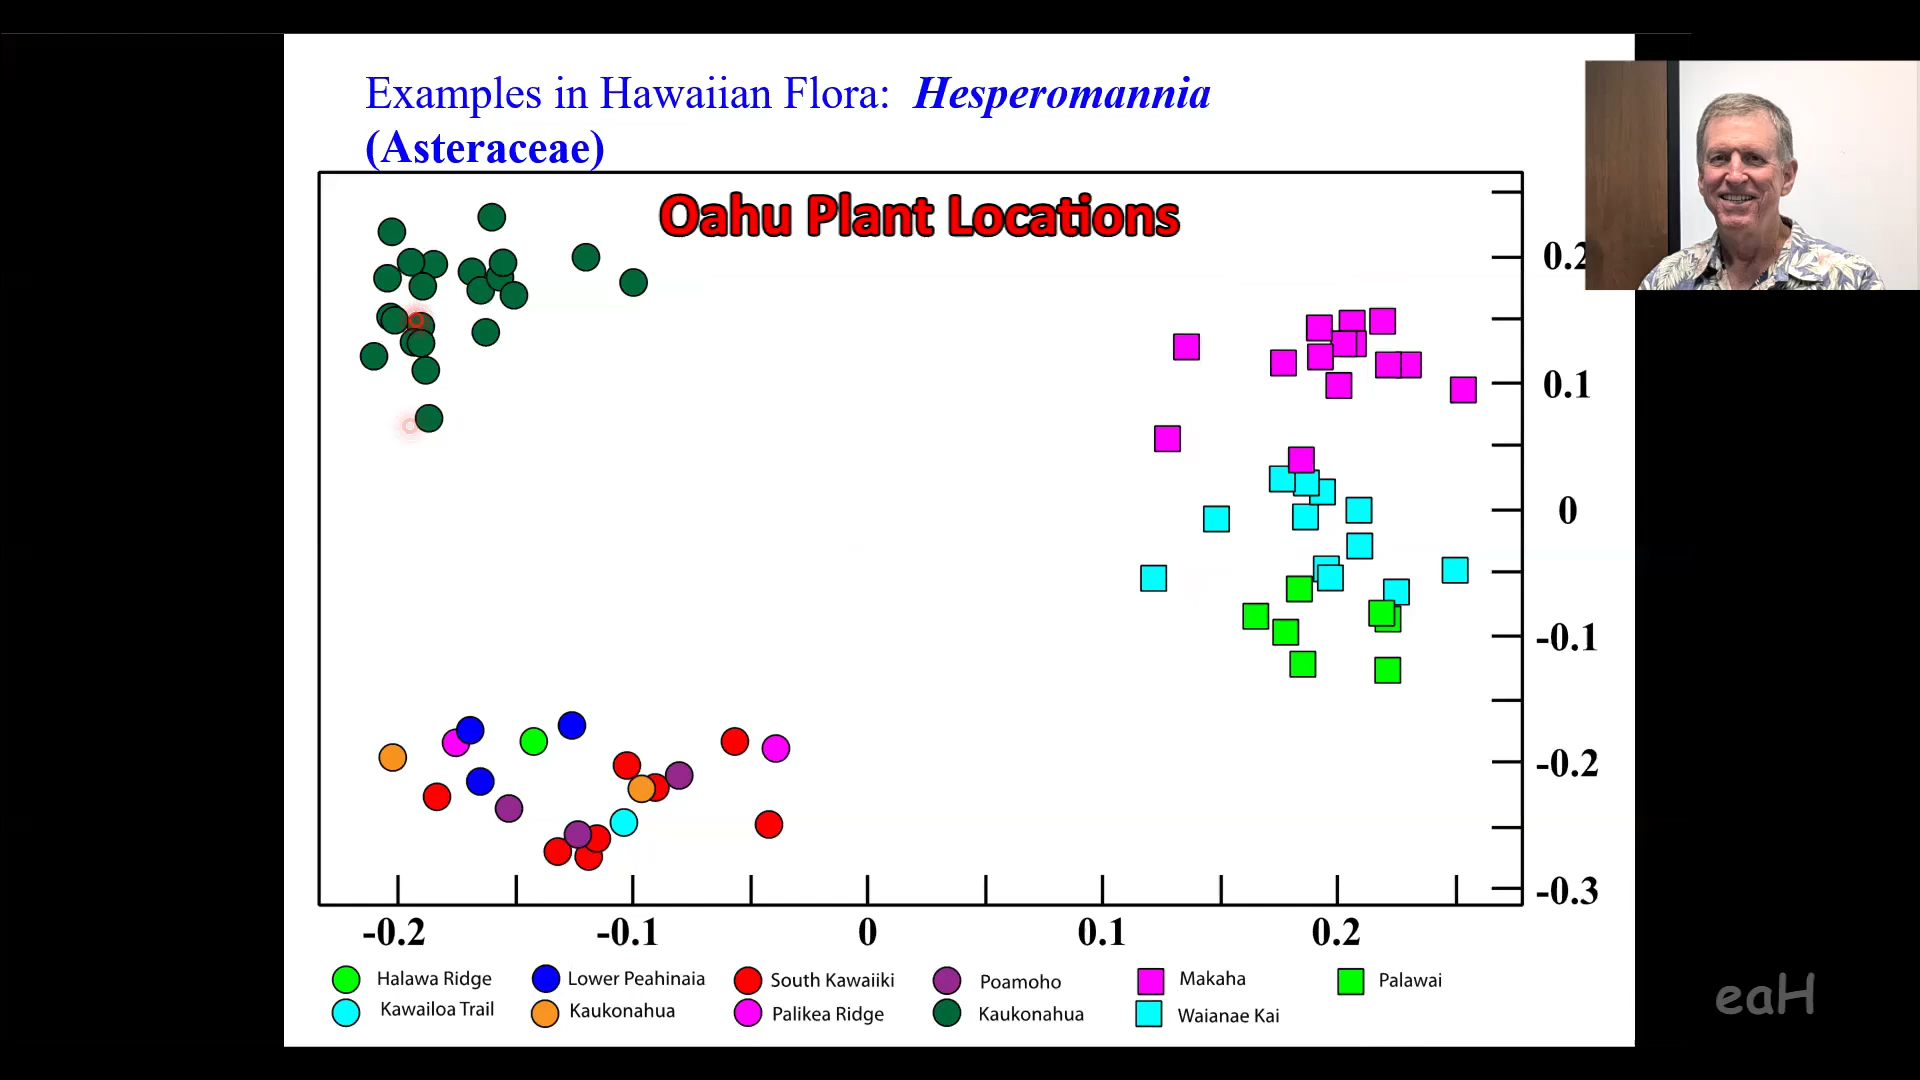 Examples in Hawaiian Flora: Hesperomannia
(Asteraceae)
Oahu Plant Locations
0.2
0.1
0
-0.1
-0.2
-0.3
-0.2 -0.1 0 0.1 0.2
Halawa Ridge Lower Peahinaia South Kawaiiki Poamoho Makaha Palawai
Kawailoa Trail Kaukonahua Palikea Ridge Kaukonahua Waianae Kai
eaH